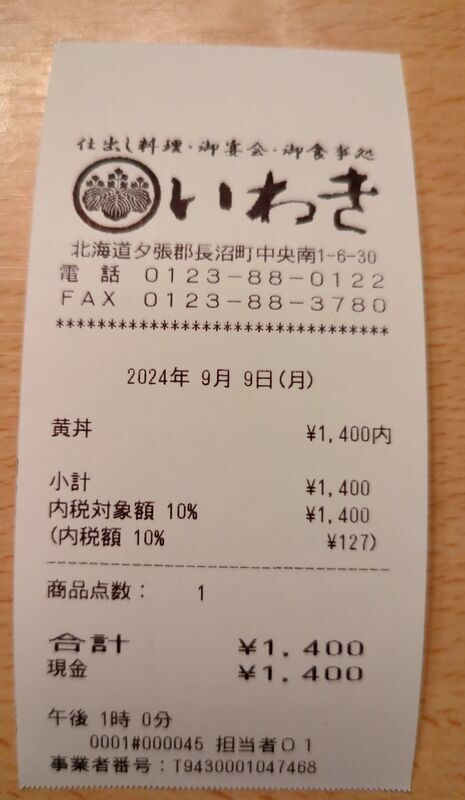 仕出し料理・御宴会・御食事処
いわき
北海道夕張郡長沼町中央南1-6-30
電話 0123-88-0122
FAX 0123-88-3780
*********************************
2024年 9月 9日(月)
黄丼 ¥1,400内
小計 ¥1,400
内税対象額 10% ¥1,400
(内税額 10% ¥127)
商品点数： 1
合計 ¥1,400
現金 ¥1,400
午後 1時 0分
0001#000045 担当者01
事業者番号：T9430001047468